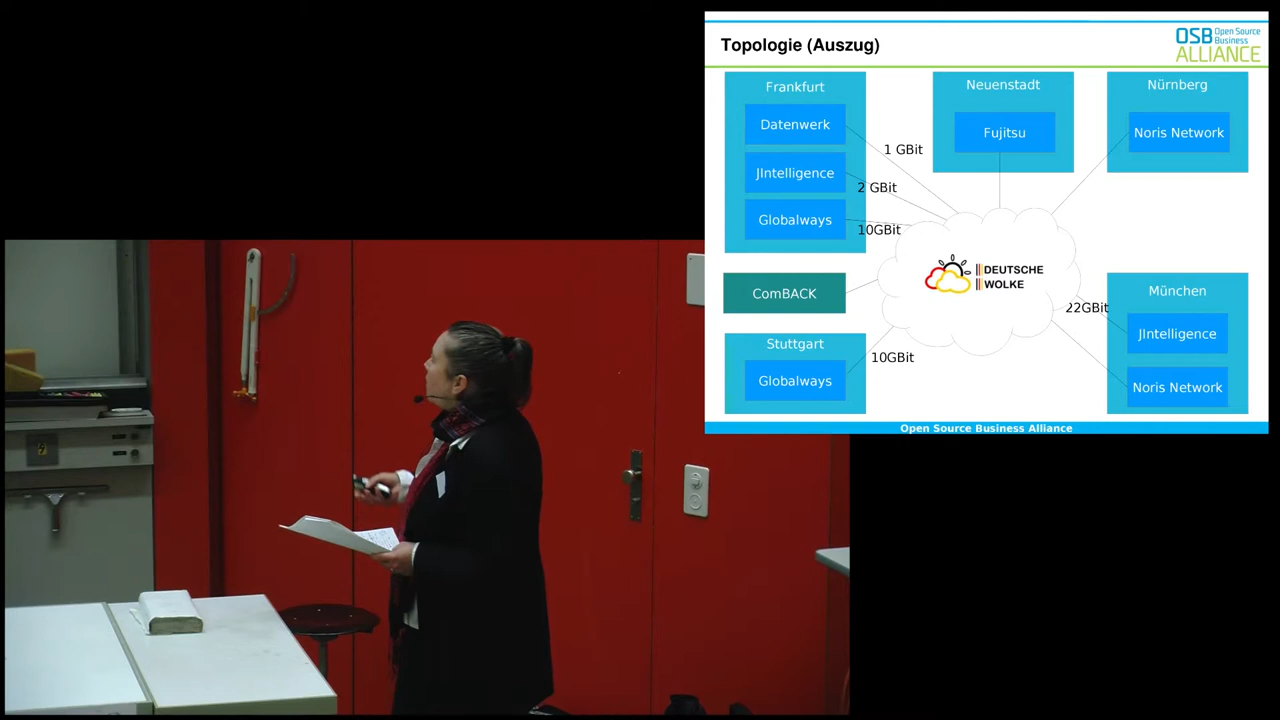 Topologie (Auszug)
OSB Open Source
Business
ALLIANCE
Frankfurt
Datenwerk
JIntelligence
Globalways
1 GBit
2 GBit
10GBit
Neuenstadt
Fujitsu
Nürnberg
Noris Network
ComBACK
DEUTSCHE
WOLKE
Stuttgart
Globalways
10GBit
22GBit
München
JIntelligence
Noris Network
Open Source Business Alliance